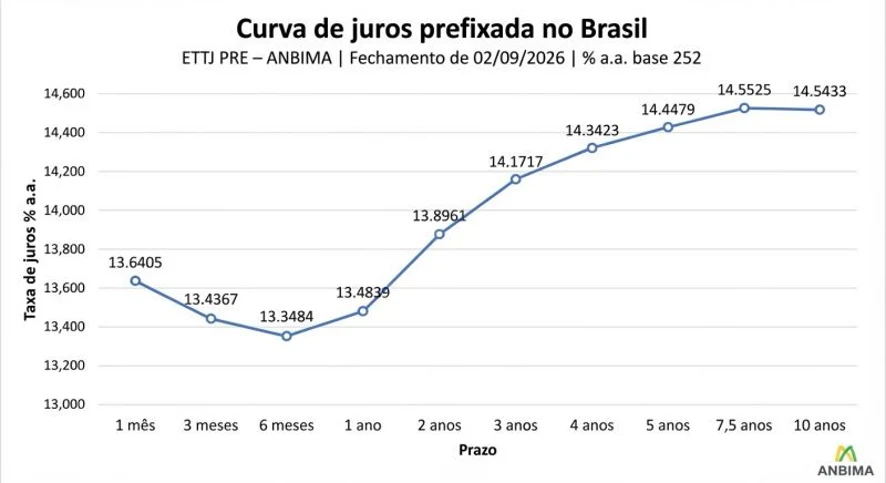 Curva de juros prefixada no Brasil
ETTJ PRE – ANBIMA | Fechamento de 02/09/2026 | % a.a. base 252
Taxa de juros % a.a.
14,600
14,400
14,200
14,000
13,800
13,600
13,400
13,200
13,000
13.6405
13.4367
13.3484
13.4839
13.8961
14.1717
14.3423
14.4479
14.5525
14.5433
1 mês
3 meses
6 meses
1 ano
2 anos
3 anos
4 anos
5 anos
7,5 anos
10 anos
Prazo
ANBIMA